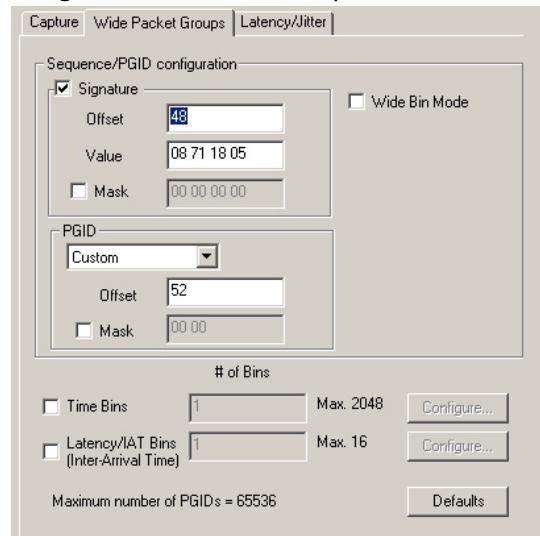 Capture Wide Packet Groups Latency/Jitter
Sequence/PGID configuration
Signature
Wide Bin Mode
Offset 48
Value 08 71 18 05
Mask 00 00 00 00
PGID
Custom
Offset 52
Mask 00 00
# of Bins
Time Bins 1 Max. 2048 Configure...
Latency/IAT Bins 1 Max. 16 Configure...
(Inter-Arrival Time)
Maximum number of PGIDs = 65536 Defaults